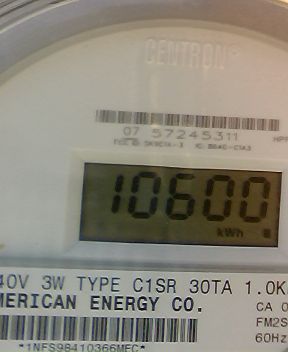 CENTRON®
07 57245311
10600
kWh
40V 3W TYPE C1SR 30TA 1.0K
MERICAN ENERGY CO.
CA 0
FM2S
60Hz
*1NFS98410366MEC*